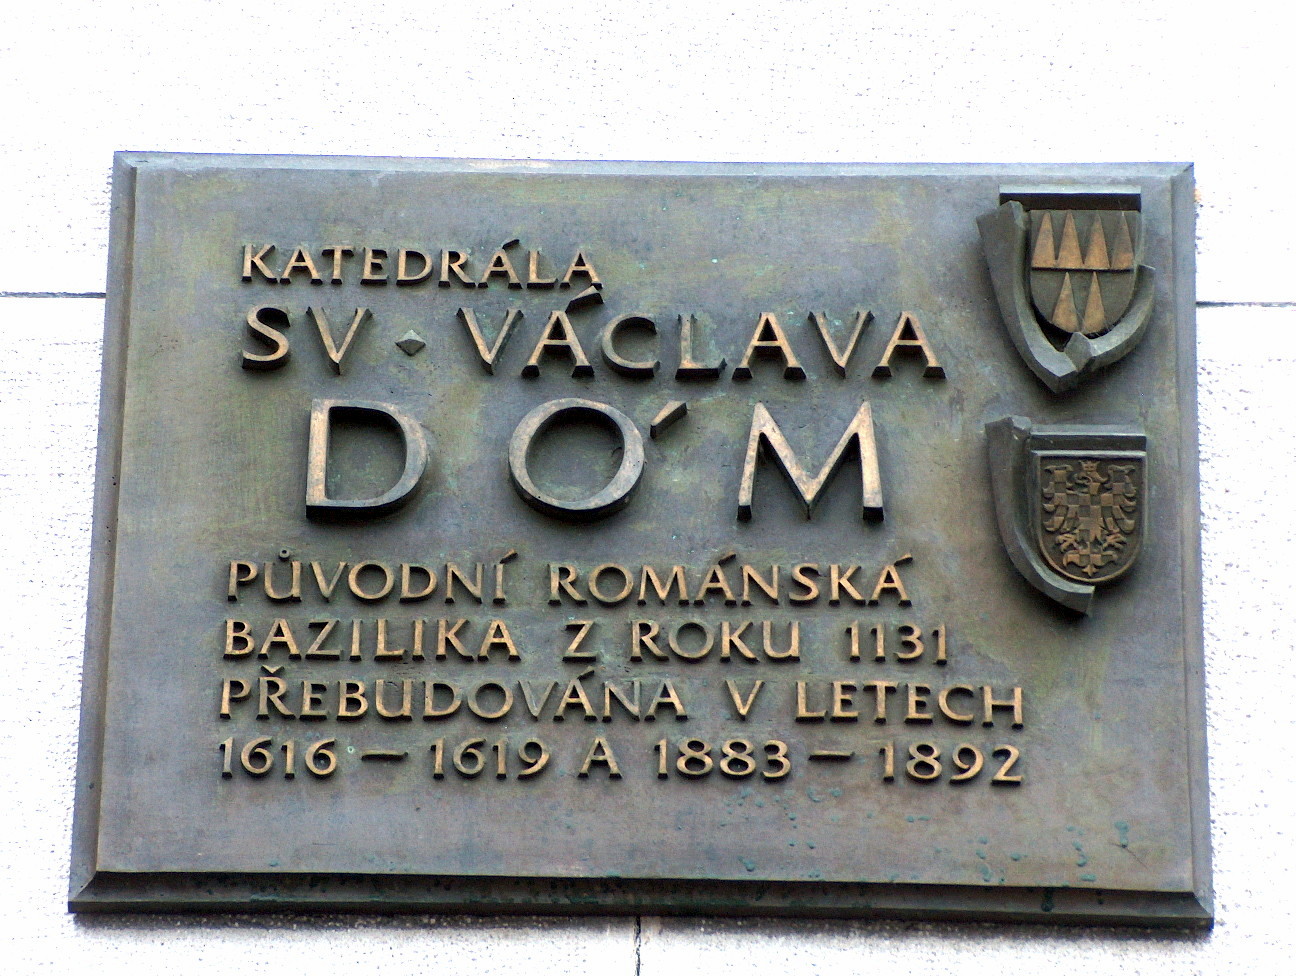 KATEDRÁLA
SV · VÁCLAVA
DÓM
PŮVODNÍ ROMÁNSKÁ
BAZILIKA Z ROKU 1131
PŘEBUDOVÁNA V LETECH
1616 – 1619 A 1883 – 1892